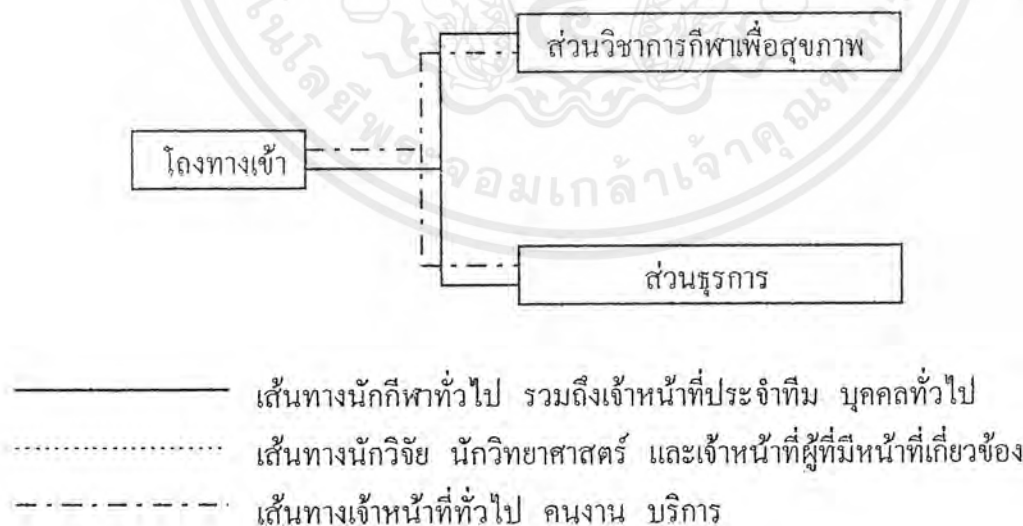 ส่วนวิชาการกีฬาเพื่อสุขภาพ
โถงทางเข้า
ส่วนธุรการ
เส้นทางนักกีฬาทั่วไป รวมถึงเจ้าหน้าที่ประจำทีม บุคคลทั่วไป
เส้นทางนักวิจัย นักวิทยาศาสตร์ และเจ้าหน้าที่ผู้ที่มีหน้าที่เกี่ยวข้อง
เส้นทางเจ้าหน้าที่ทั่วไป คนงาน บริการ